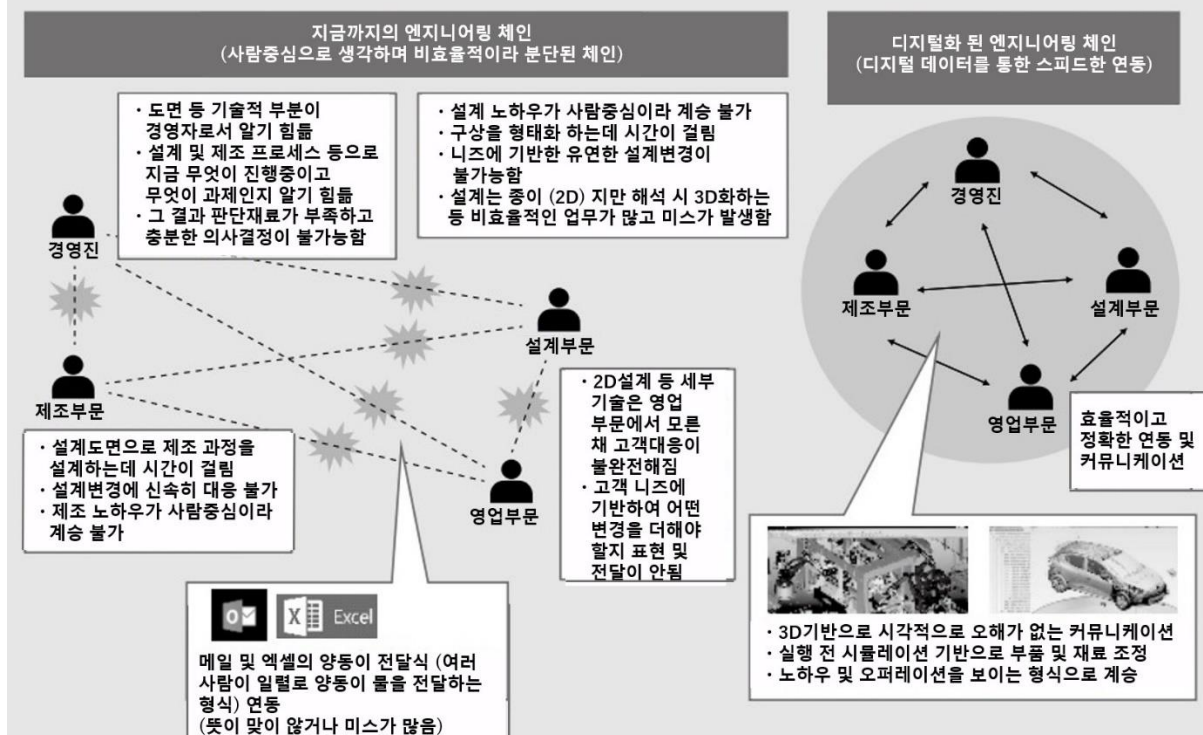 지금까지의 엔지니어링 체인
(사람중심으로 생각하며 비효율적이라 분단된 체인)
· 도면 등 기술적 부분이
경영자로서 알기 힘듦
· 설계 및 제조 프로세스 등으로
지금 무엇이 진행중이고
무엇이 과제인지 알기 힘듦
· 그 결과 판단재료가 부족하고
충분한 의사결정이 불가능함
· 설계 노하우가 사람중심이라 계승 불가
· 구상을 형태화 하는데 시간이 걸림
· 니즈에 기반한 유연한 설계변경이
불가능함
· 설계는 종이 (2D) 지만 해석 시 3D화하는
등 비효율적인 업무가 많고 미스가 발생함
경영진
설계부문
제조부문
영업부문
· 설계도면으로 제조 과정을
설계하는데 시간이 걸림
· 설계변경에 신속히 대응 불가
· 제조 노하우가 사람중심이라
계승 불가
· 2D설계 등 세부
기술은 영업
부문에서 모른
채 고객대응이
불완전해짐
· 고객 니즈에
기반하여 어떤
변경을 더해야
할지 표현 및
전달이 안됨
Excel
메일 및 엑셀의 양동이 전달식 (여러
사람이 일렬로 양동이 물을 전달하는
형식) 연동
(뜻이 맞이 않거나 미스가 많음)
디지털화 된 엔지니어링 체인
(디지털 데이터를 통한 스피드한 연동)
경영진
제조부문
설계부문
영업부문
효율적이고
정확한 연동 및
커뮤니케이션
· 3D기반으로 시각적으로 오해가 없는 커뮤니케이션
· 실행 전 시뮬레이션 기반으로 부품 및 재료 조정
· 노하우 및 오퍼레이션을 보이는 형식으로 계승